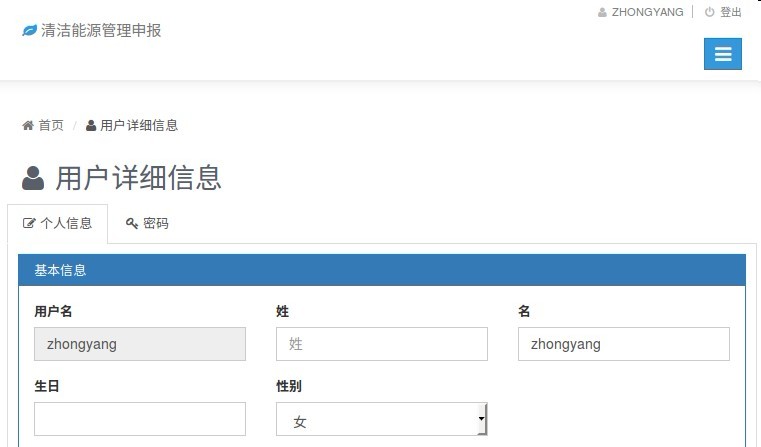 ZHONGYANG | 登出
清洁能源管理申报
首页 / 用户详细信息
用户详细信息
个人信息 密码
基本信息
用户名 姓 名
zhongyang 姓 zhongyang
生日 性别
女